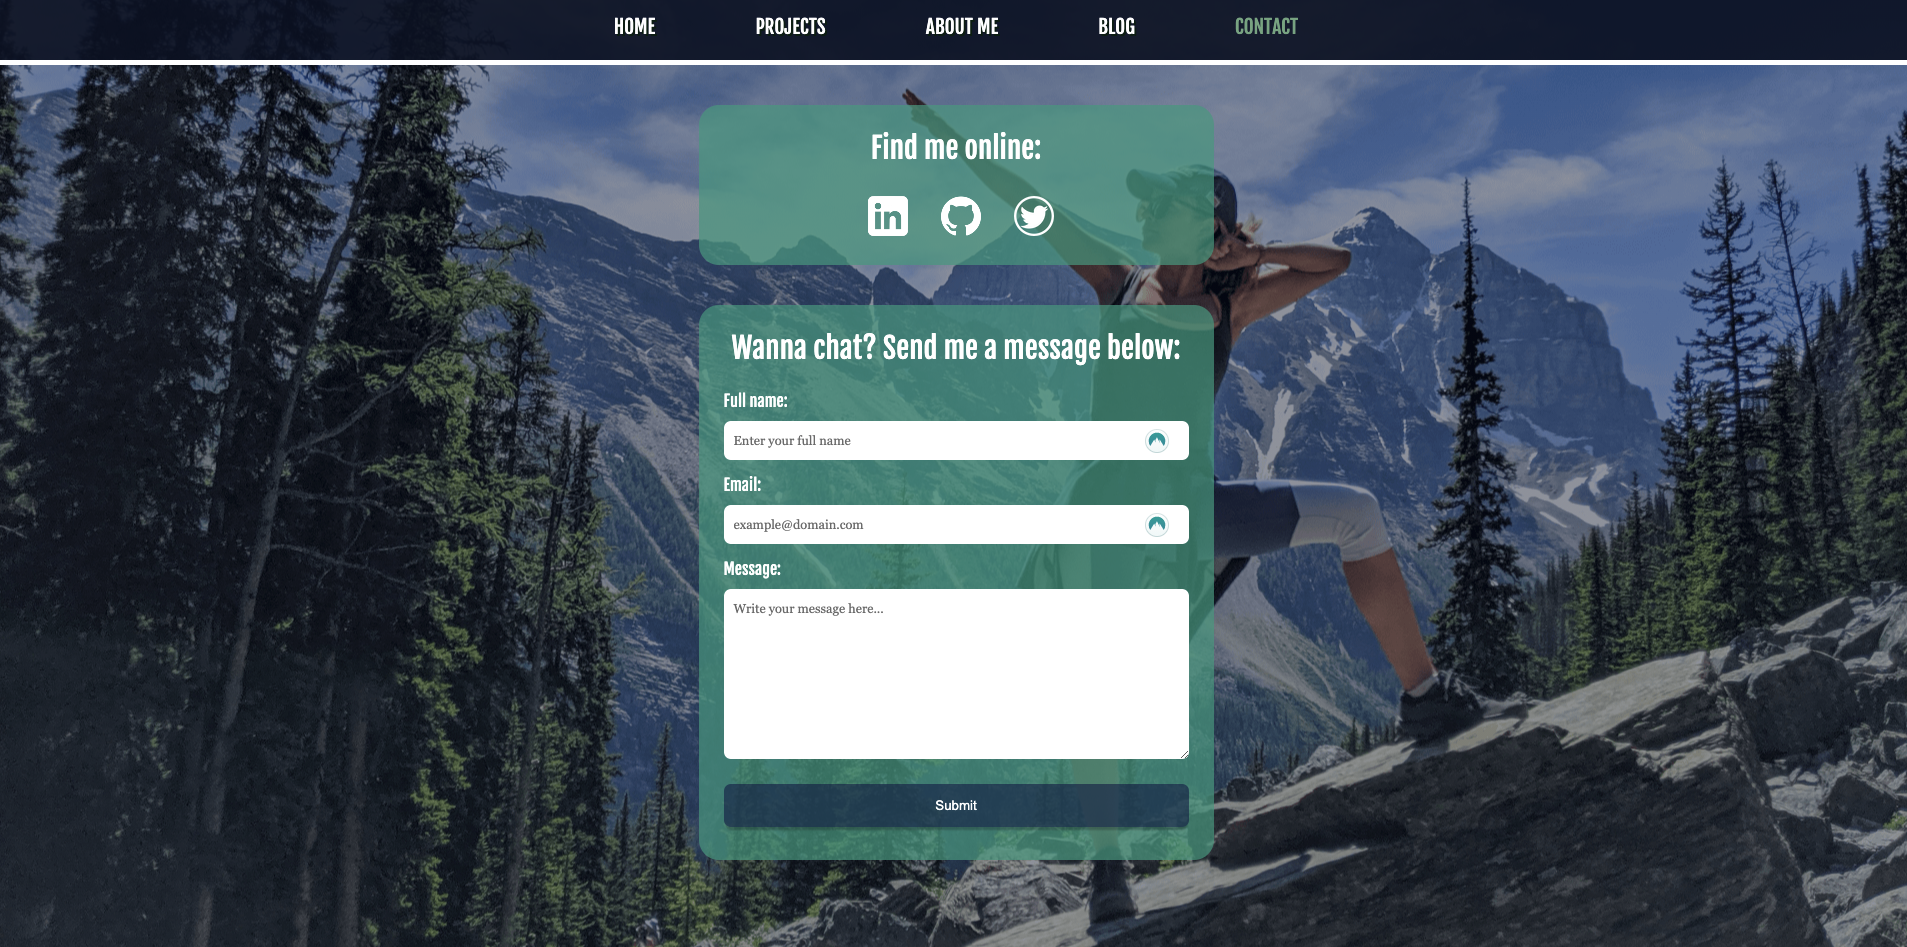 HOME PROJECTS ABOUT ME BLOG CONTACT
Find me online:
in
Wanna chat? Send me a message below:
Full name:
Enter your full name
Email:
example@domain.com
Message:
Write your message here...
Submit